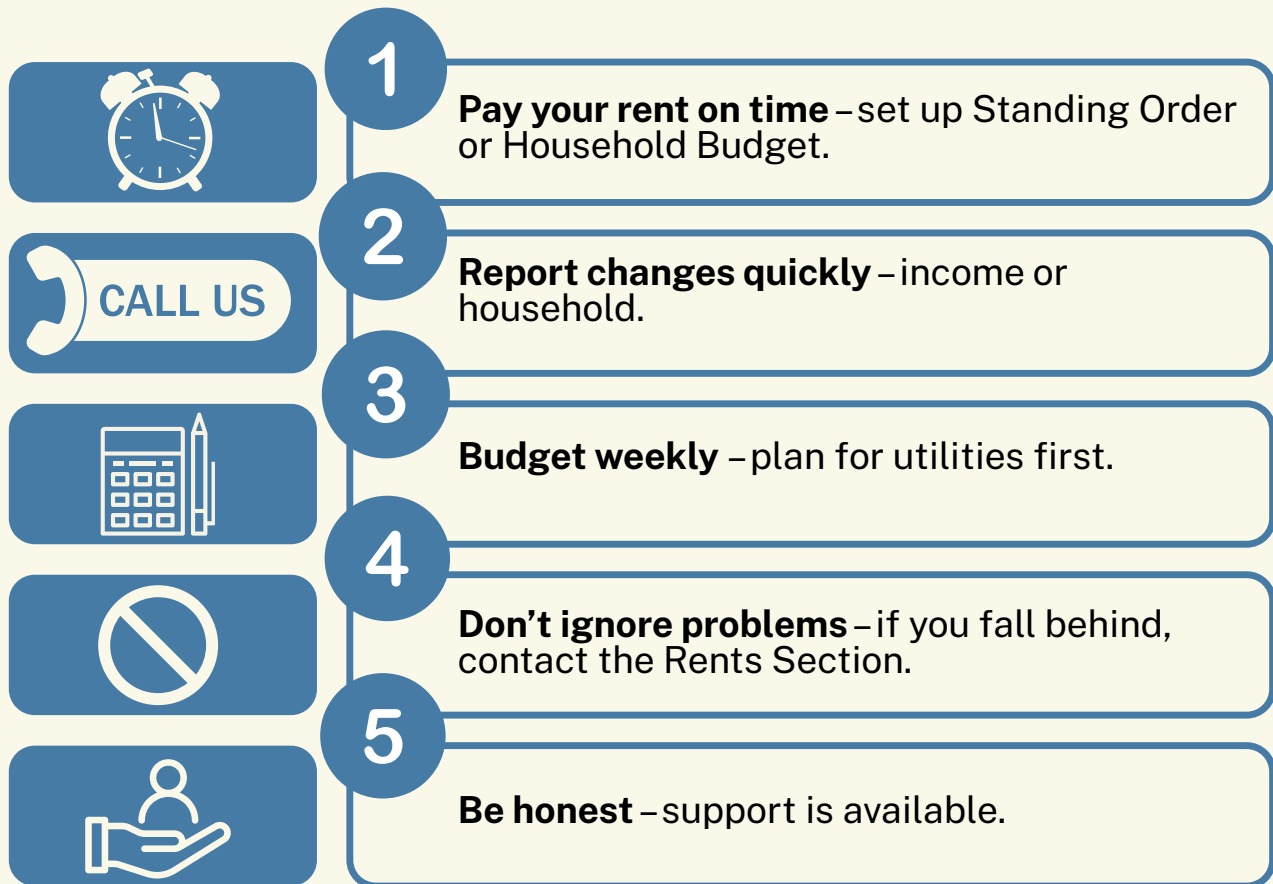 1
Pay your rent on time – set up Standing Order
or Household Budget.
2
CALL US
Report changes quickly – income or
household.
3
Budget weekly – plan for utilities first.
4
Don’t ignore problems – if you fall behind,
contact the Rents Section.
5
Be honest – support is available.